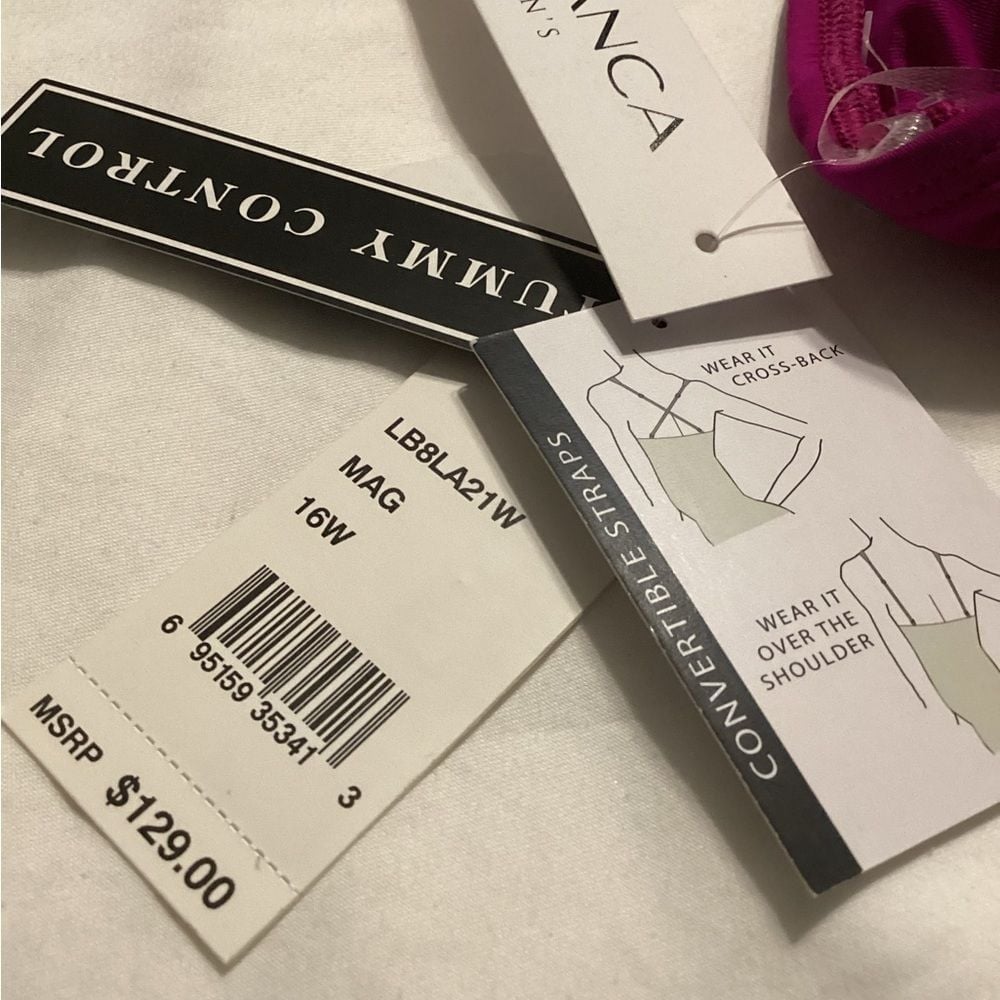 TUMMY CONTROL
LB8LA21W
MAG
16W
6 95159 35341 3
MSRP $129.00
CONVERTIBLE STRAPS
WEAR IT
CROSS-BACK
WEAR IT
OVER THE
SHOULDER